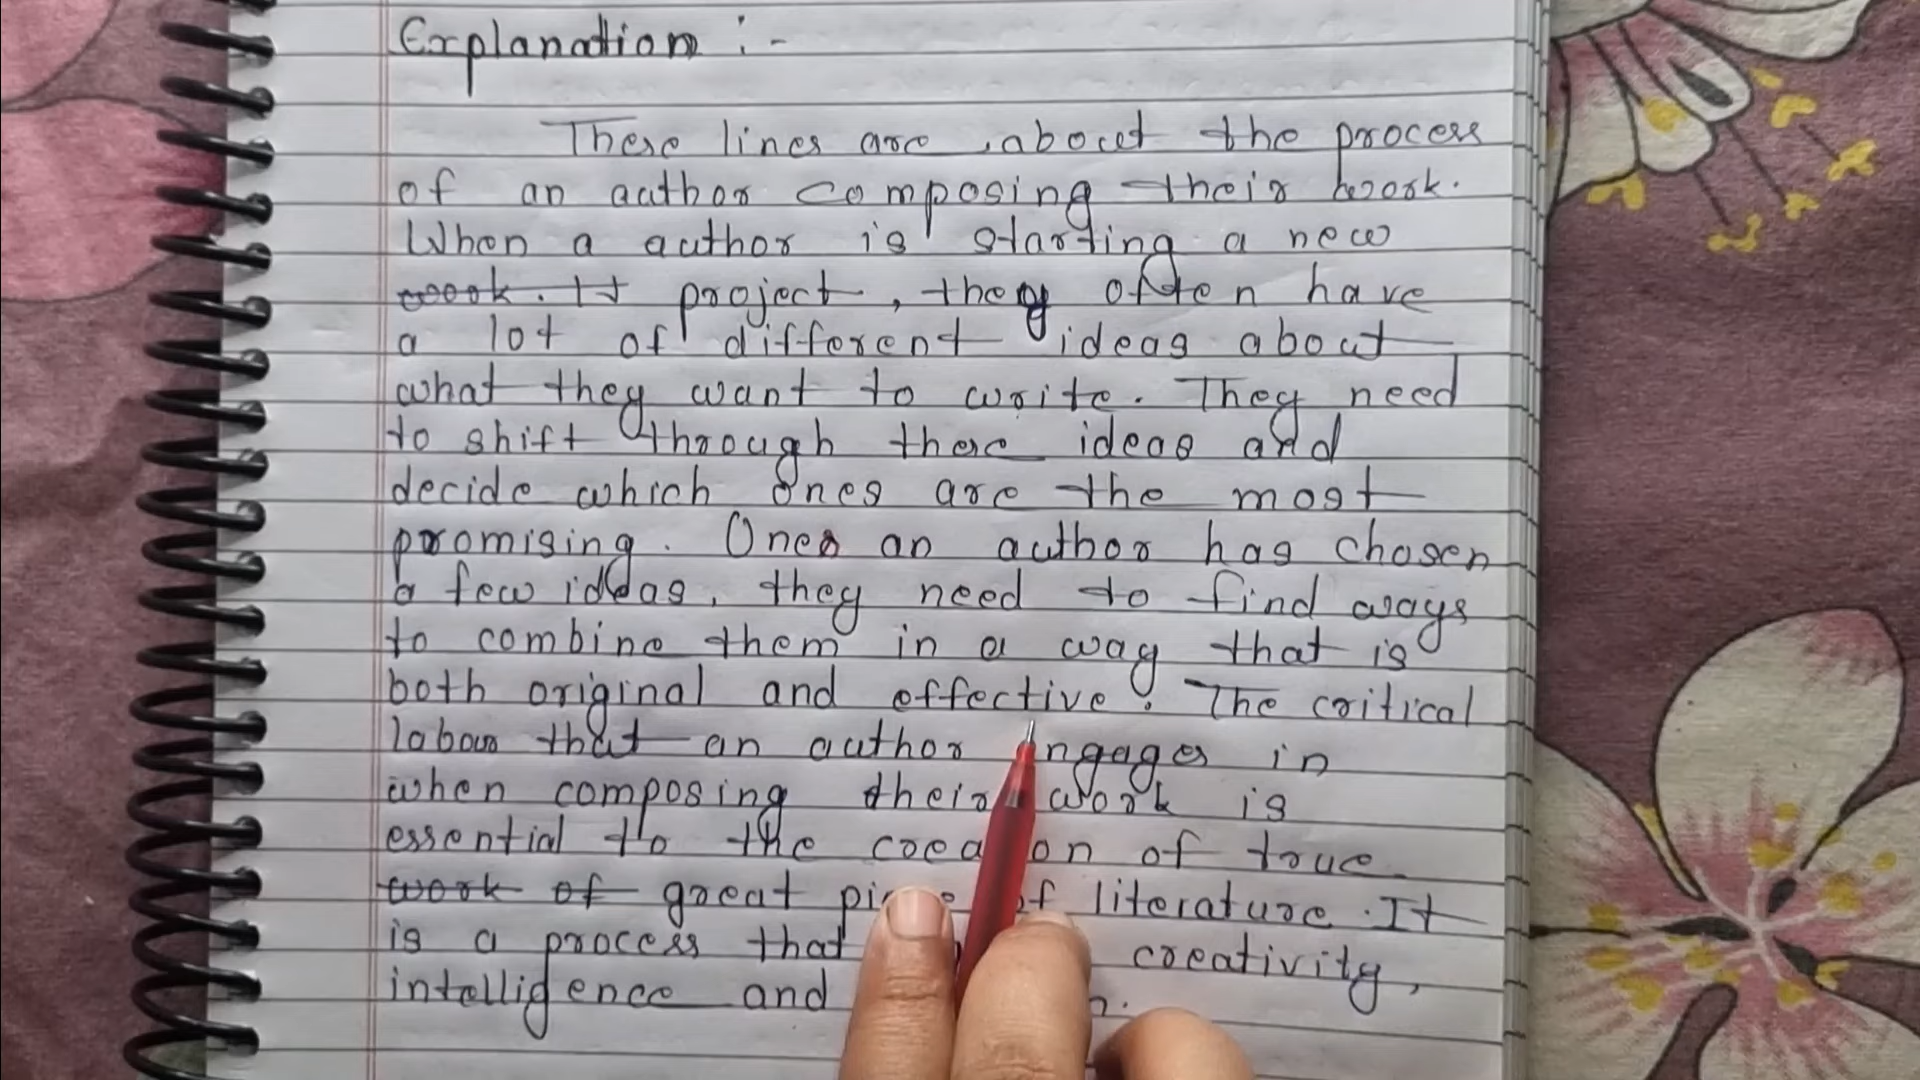 Explanation :-
These lines are about the process
of an author composing their work.
When a author is starting a new
work. It project, they often have
a lot of different ideas about
what they want to write. They need
to shift through these ideas and
decide which ones are the most
promising. Ones an author has chosen
a few ideas, they need to find ways
to combine them in a way that is
both original and effective. The critical
labour that an author engages in
when composing their work is
essential to the of true
work of great of literature. It
is a process that creativity,
intelligence and